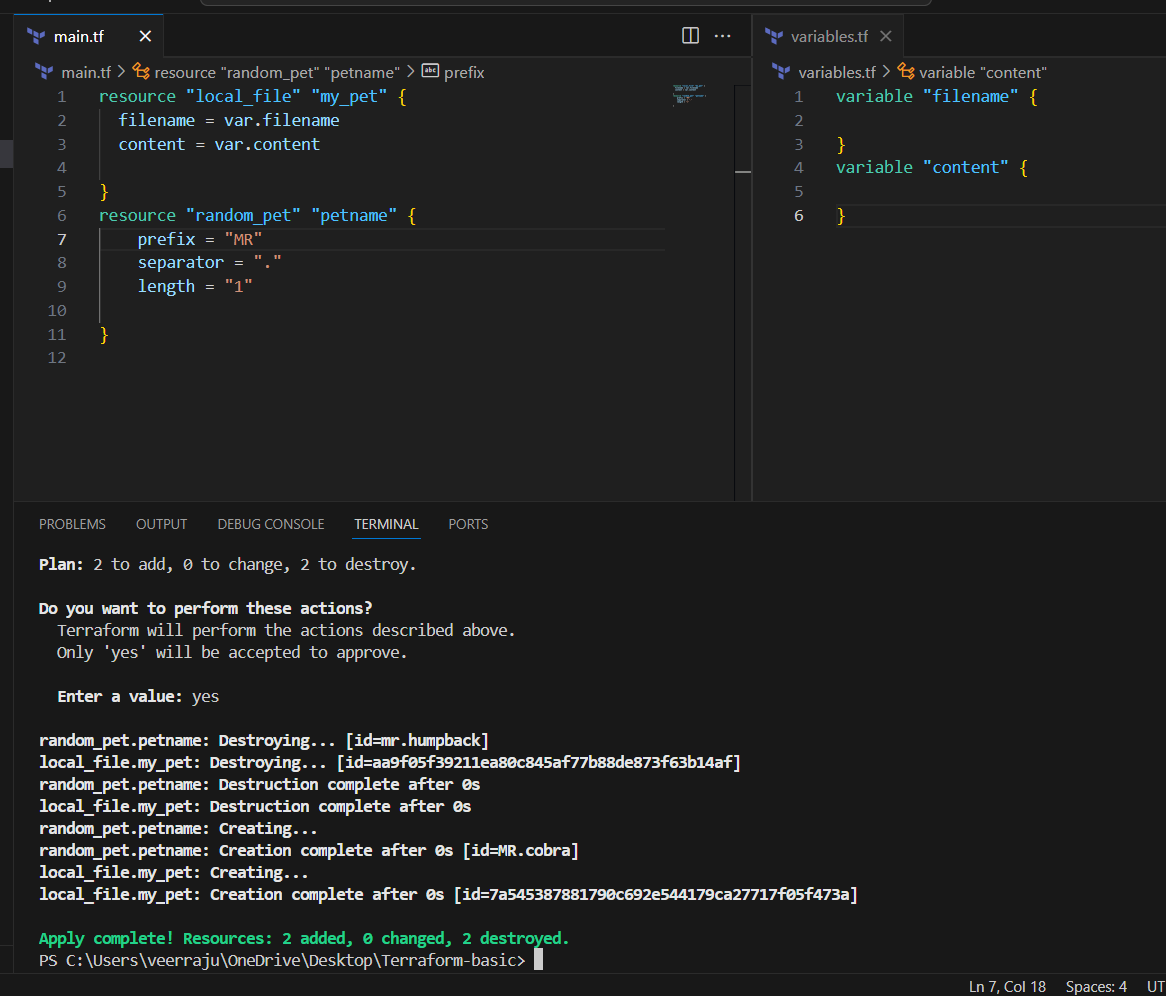 main.tf
variables.tf
main.tf > resource "random_pet" "petname" > abc prefix
1 resource "local_file" "my_pet" {
2 filename = var.filename
3 content = var.content
4
5 }
6 resource "random_pet" "petname" {
7 prefix = "MR"
8 separator = "."
9 length = "1"
10
11 }
12
variables.tf > variable "content"
1 variable "filename" {
2
3 }
4 variable "content" {
5
6 }
PROBLEMS OUTPUT DEBUG CONSOLE TERMINAL PORTS
Plan: 2 to add, 0 to change, 2 to destroy.
Do you want to perform these actions?
Terraform will perform the actions described above.
Only 'yes' will be accepted to approve.
Enter a value: yes
random_pet.petname: Destroying... [id=mr.humpback]
local_file.my_pet: Destroying... [id=aa9f05f39211ea80c845af77b88de873f63b14af]
random_pet.petname: Destruction complete after 0s
local_file.my_pet: Destruction complete after 0s
random_pet.petname: Creating...
random_pet.petname: Creation complete after 0s [id=MR.cobra]
local_file.my_pet: Creating...
local_file.my_pet: Creation complete after 0s [id=7a545387881790c692e544179ca27717f05f473a]
Apply complete! Resources: 2 added, 0 changed, 2 destroyed.
PS C:\Users\veerraju\OneDrive\Desktop\Terraform-basic>
Ln 7, Col 18 Spaces: 4 UT